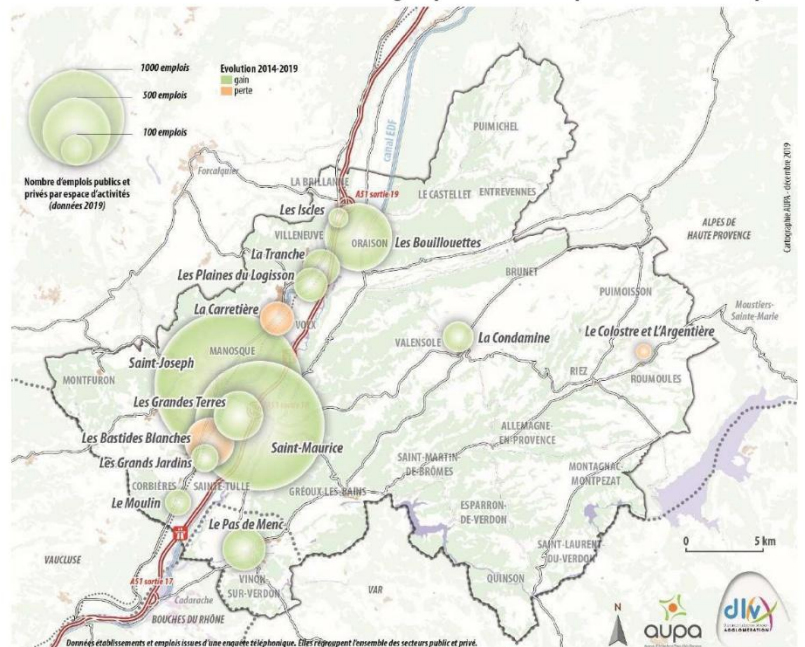 1000 emplois
500 emplois
100 emplois
Nombre d'emplois publics et
privés par espace d'activités
(données 2019)
Evolution 2014-2019
gain
perte
canal EDF
PUIMICHEL
Forcalquier
LA BRILLANNE
A51 sortie 19
LE CASTELLET
ENTREVENNES
Les Iscles
VILLENEUVE
ORAISON
Les Bouillouettes
ALPES DE
HAUTE PROVENCE
Cartographie AUPA - décembre 2019
La Tranche
Les Plaines du Logisson
BRUNET
PUIMOISSON
La Carretière
VOLX
Moustiers-
Sainte-Marie
VALENSOLE
La Condamine
Le Colostre et L'Argentière
Saint-Joseph
MANOSQUE
RIEZ
ROUMOULES
MONTFURON
Les Grandes Terres
ALLEMAGNE
EN-PROVENCE
Les Bastides Blanches
Saint-Maurice
Les Grands Jardins
SAINT-MARTIN
DE-BRÔMES
MONTAGNAC
MONTPEZAT
CORBIÈRES
SAINTE-TULLE
GRÉOUX-LES-BAINS
Le Moulin
ESPARRON
DE-VERDON
Le Pas de Menc
0
5 km
SAINT-LAURENT
DU-VERDON
VAUCLUSE
A51 sortie 17
VINON
SUR-VERDON
QUINSON
VAR
Cadarache
BOUCHES DU RHÔNE
N
aupa
dlv
AGGLOMÉRATION
Données établissements et emplois issues d'une enquête téléphonique. Elles regroupent l'ensemble des secteurs public et privé.